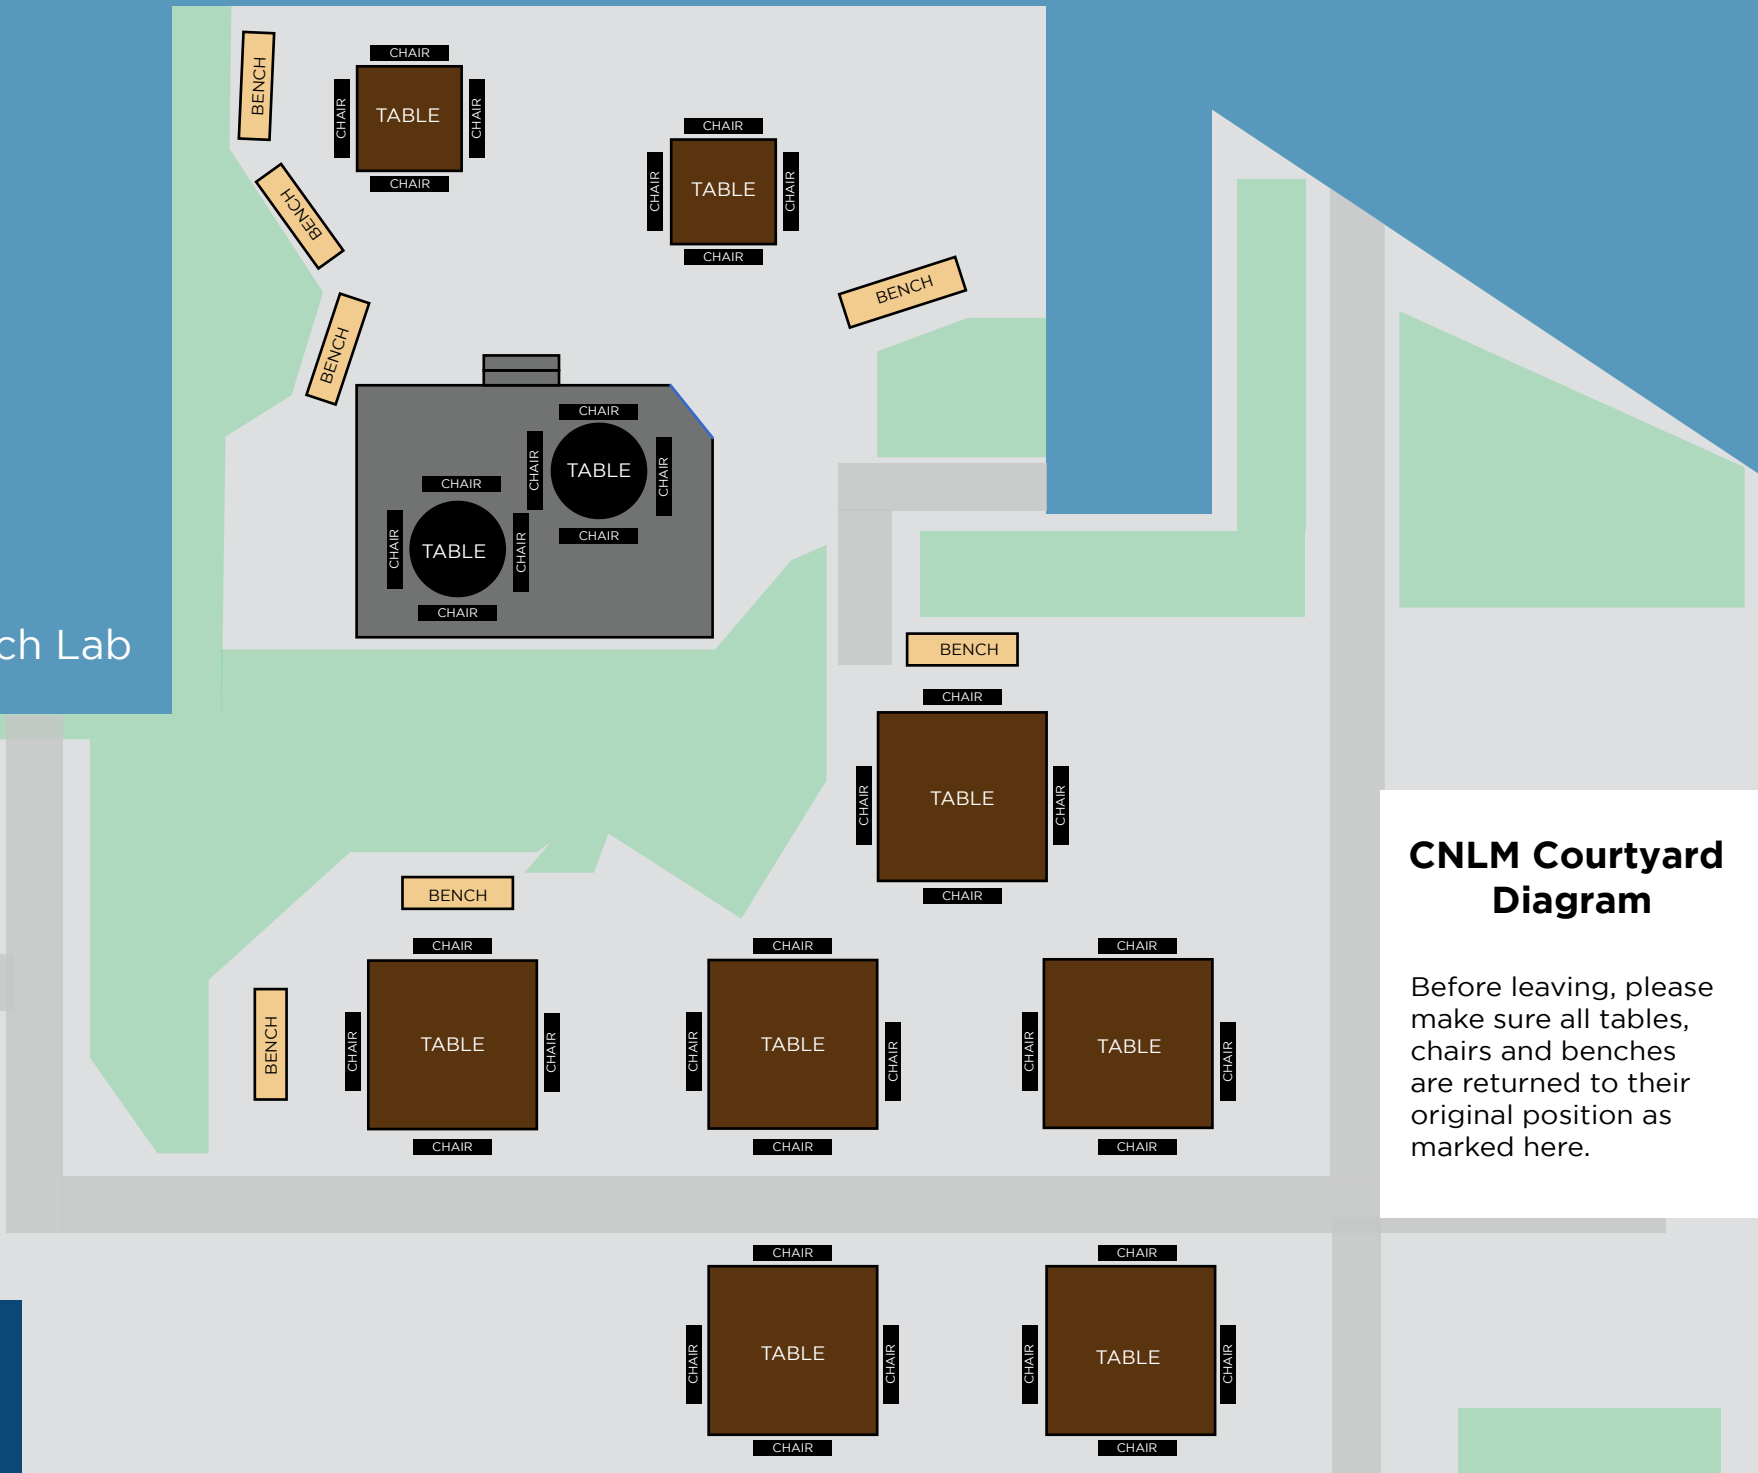 BENCH
CHAIR
CHAIR
TABLE
CHAIR
CHAIR
CHAIR
CHAIR
TABLE
CHAIR
CHAIR
BENCH
BENCH
BENCH
CHAIR
CHAIR
TABLE
CHAIR
CHAIR
CHAIR
CHAIR
TABLE
CHAIR
CHAIR
ch Lab
BENCH
CHAIR
CHAIR
TABLE
CHAIR
CHAIR
CNLM Courtyard
Diagram
Before leaving, please
make sure all tables,
chairs and benches
are returned to their
original position as
marked here.
BENCH
BENCH
CHAIR
CHAIR
TABLE
CHAIR
CHAIR
CHAIR
CHAIR
TABLE
CHAIR
CHAIR
CHAIR
CHAIR
TABLE
CHAIR
CHAIR
CHAIR
CHAIR
TABLE
CHAIR
CHAIR
CHAIR
CHAIR
TABLE
CHAIR
CHAIR